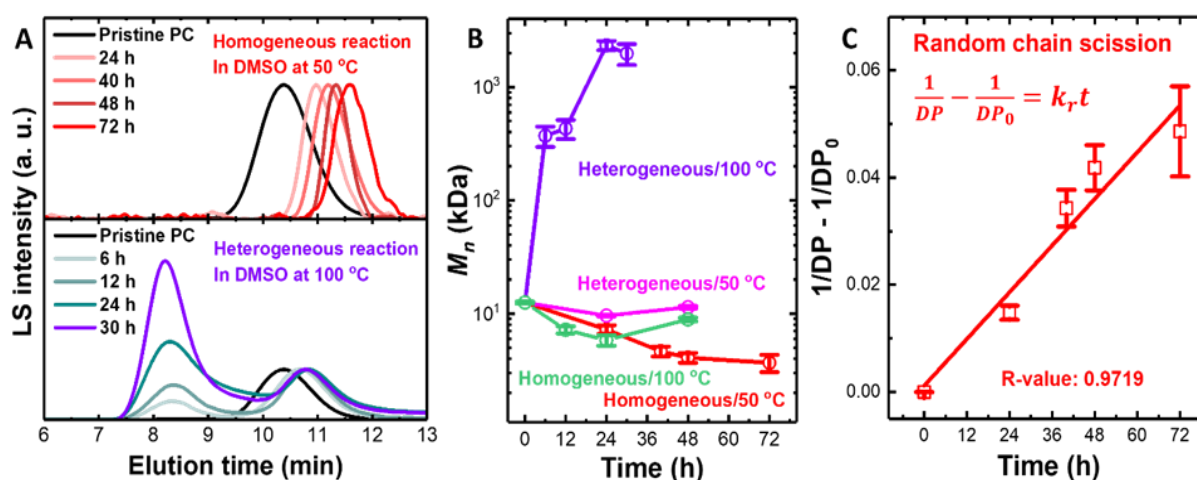 A
Pristine PC
24 h
40 h
48 h
72 h
Homogeneous reaction
In DMSO at 50 °C
Pristine PC
6 h
12 h
24 h
30 h
Heterogeneous reaction
In DMSO at 100 °C
LS intensity (a. u.)
6 7 8 9 10 11 12 13
Elution time (min)
B
10³
10²
10¹
Mn (kDa)
Heterogeneous/100 °C
Heterogeneous/50 °C
Homogeneous/100 °C
Homogeneous/50 °C
0 12 24 36 48 60 72
Time (h)
C
Random chain scission
1/DP - 1/DP₀ = kᵣt
0.06
0.04
0.02
0.00
1/DP - 1/DP₀
R-value: 0.9719
0 12 24 36 48 60 72
Time (h)